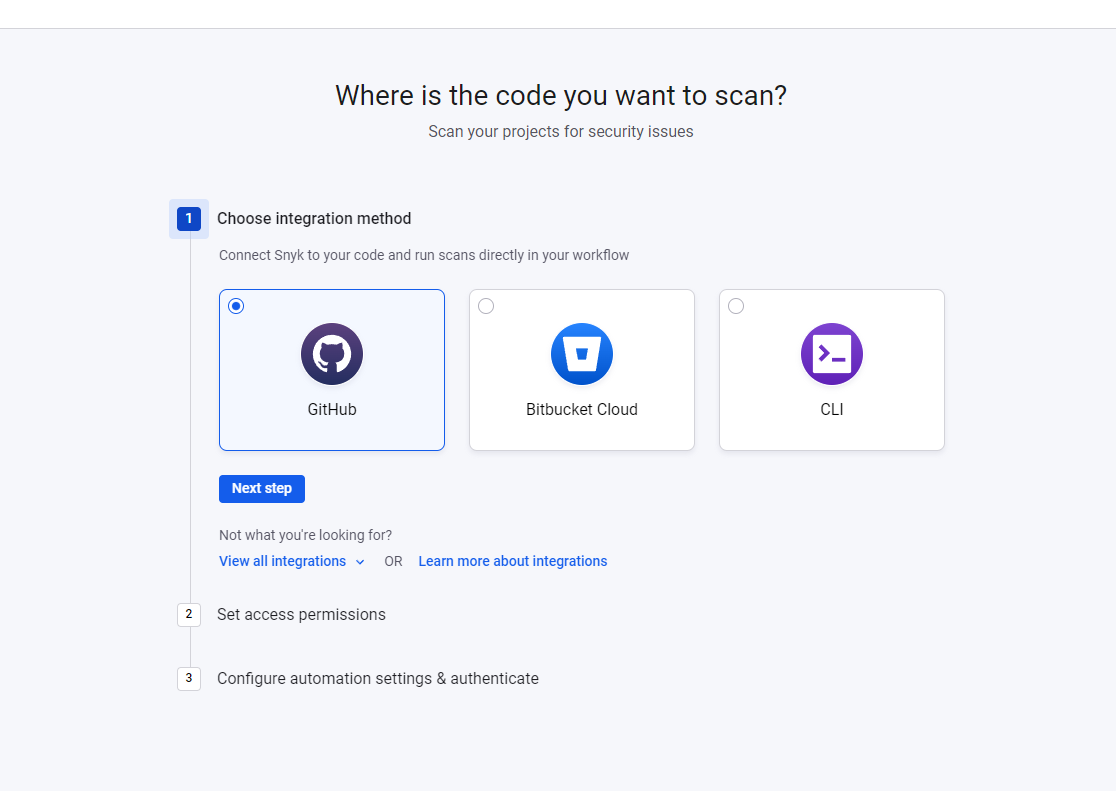 Where is the code you want to scan?
Scan your projects for security issues
1 Choose integration method
Connect Snyk to your code and run scans directly in your workflow
GitHub
Bitbucket Cloud
CLI
Next step
Not what you're looking for?
View all integrations OR Learn more about integrations
2 Set access permissions
3 Configure automation settings & authenticate